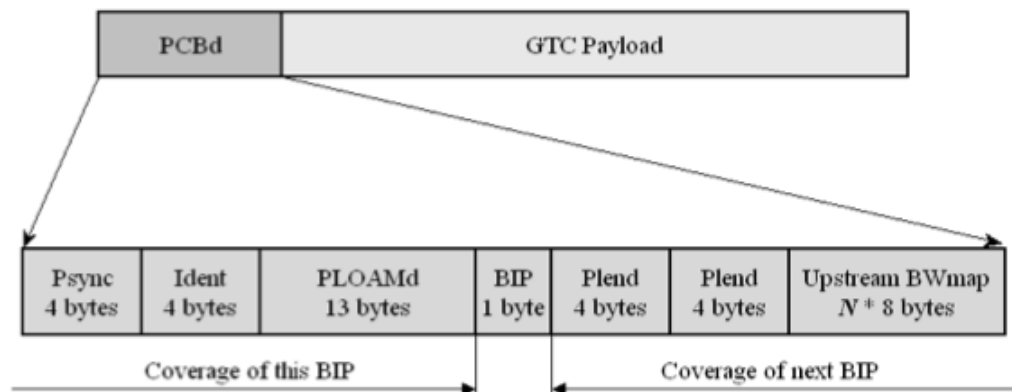 PCBd
GTC Payload
Psync
4 bytes
Ident
4 bytes
PLOAMd
13 bytes
BIP
1 byte
Plend
4 bytes
Plend
4 bytes
Upstream BWmap
N * 8 bytes
Coverage of this BIP
Coverage of next BIP